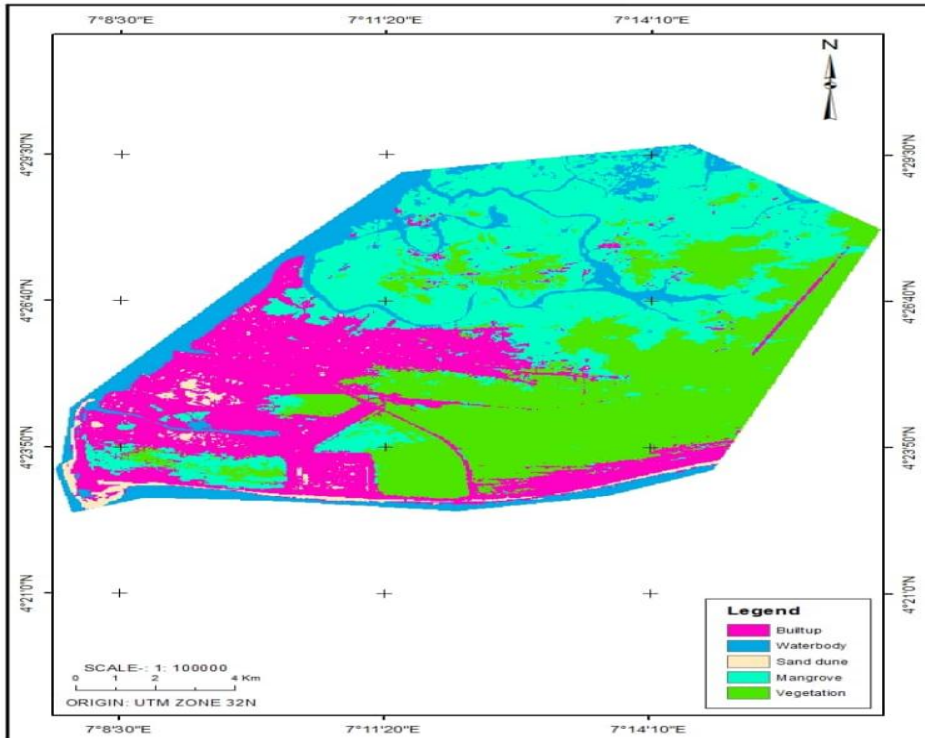 7°8'30"E 7°11'20"E 7°14'10"E
N
4°29'30"N 4°29'30"N
4°26'40"N 4°26'40"N
4°23'50"N 4°23'50"N
4°21'0"N 4°21'0"N
Legend
Builtup
Waterbody
Sand dune
Mangrove
Vegetation
SCALE-: 1: 100000
0 1 2 4 Km
ORIGIN: UTM ZONE 32N
7°8'30"E 7°11'20"E 7°14'10"E